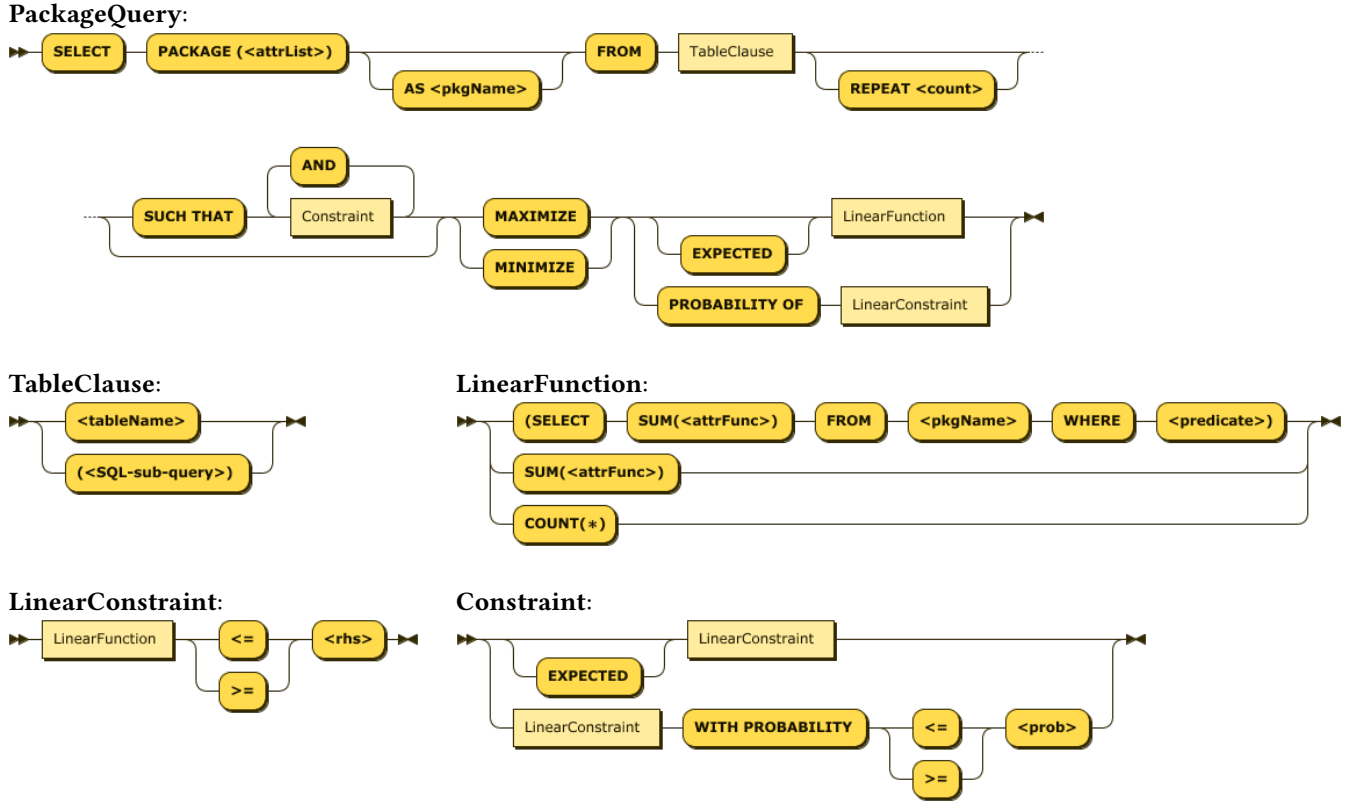 PackageQuery:
SELECT PACKAGE (<attrList>) FROM TableClause
AS <pkgName> REPEAT <count>
AND
SUCH THAT Constraint MAXIMIZE LinearFunction
MINIMIZE EXPECTED
PROBABILITY OF LinearConstraint
TableClause: LinearFunction:
<tableName> (SELECT SUM(<attrFunc>) FROM <pkgName> WHERE <predicate>)
(<SQL-sub-query>) SUM(<attrFunc>)
COUNT(*)
LinearConstraint: Constraint:
LinearFunction <= <rhs> LinearConstraint
>= EXPECTED
LinearConstraint WITH PROBABILITY <= <prob>
>=